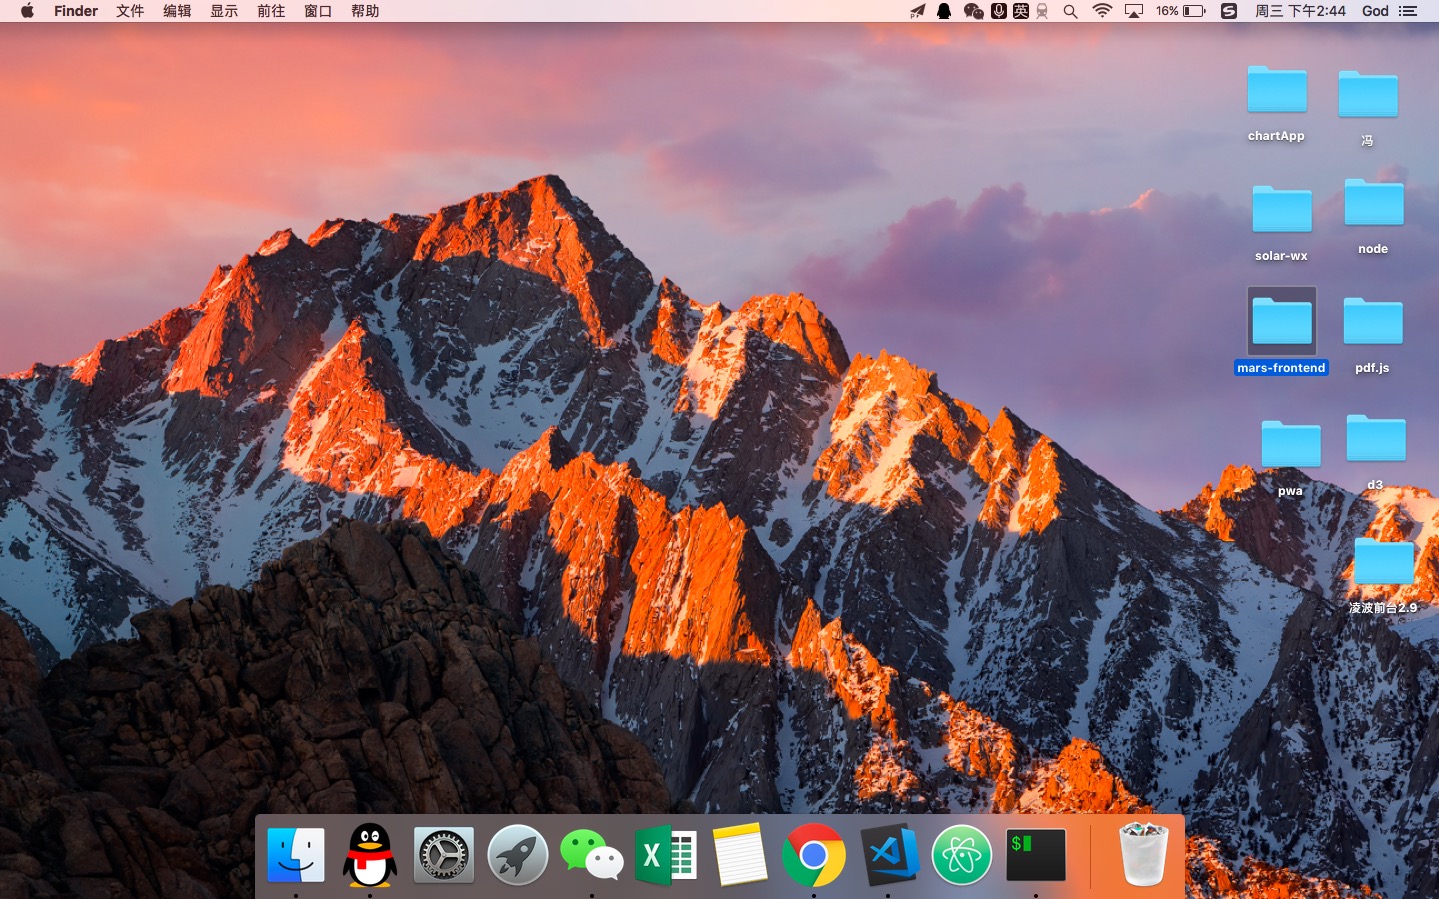 Finder 文件 编辑 显示 前往 窗口 帮助 英 16% 周三 下午2:44 God
chartApp
冯
solar-wx
node
mars-frontend
pdf.js
pwa
d3
凌波前台2.9
X
$